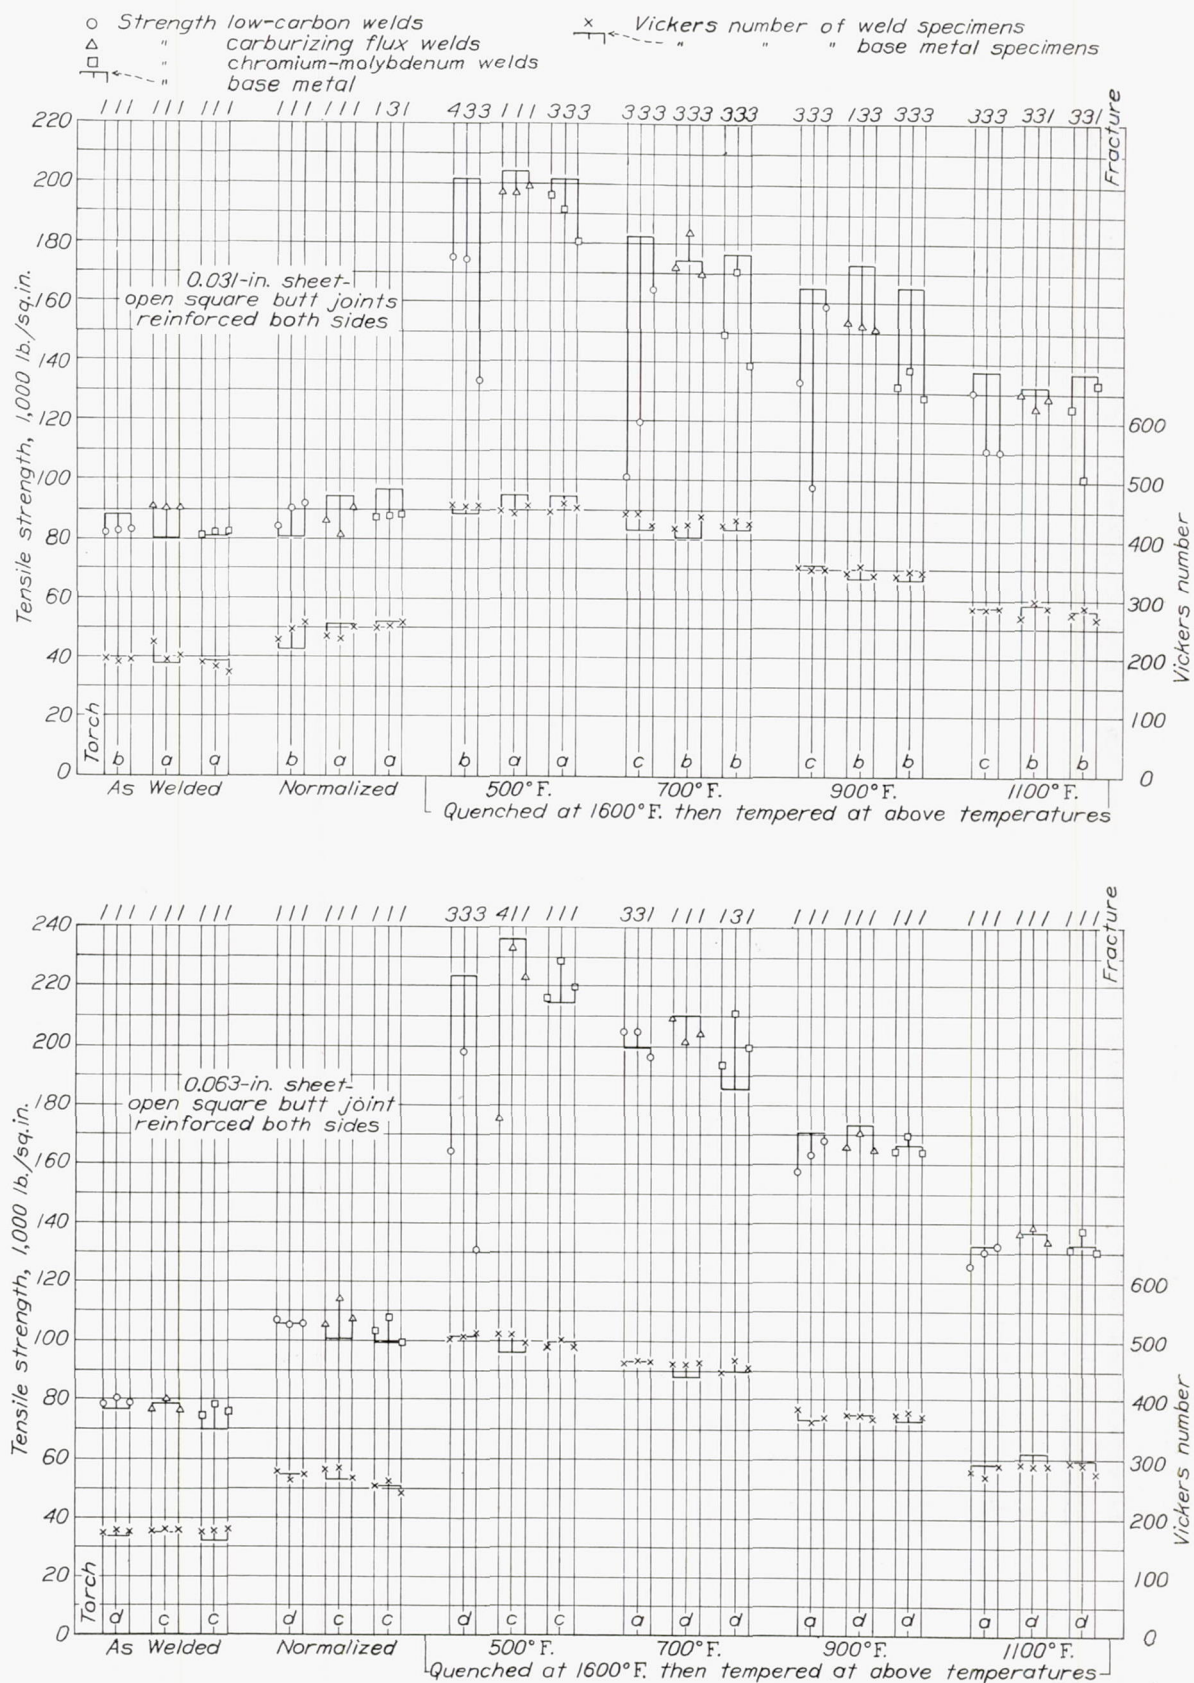 ○ Strength low-carbon welds
△ " carburizing flux welds
□ " chromium-molybdenum welds
" base metal
× Vickers number of weld specimens
" " " base metal specimens
111 111 111 111 111 131 433 111 333 333 333 333 333 133 333 333 331 331
Fracture
220
200
180
160
140
120
100
80
60
40
20
0
Tensile strength, 1,000 lb./sq.in.
0.031-in. sheet-
open square butt joints
reinforced both sides
600
500
400
300
200
100
0
Vickers number
Torch
b a a b a a b a a c b b c b b c b b
As Welded Normalized 500°F. 700°F. 900°F. 1100°F.
Quenched at 1600°F. then tempered at above temperatures
111 111 111 111 111 111 333 411 111 331 111 131 111 111 111 111 111 111
Fracture
240
220
200
180
160
140
120
100
80
60
40
20
0
Tensile strength, 1,000 lb./sq.in.
0.063-in. sheet-
open square butt joint
reinforced both sides
600
500
400
300
200
100
0
Vickers number
Torch
d c c d c c d c c a d d a d d a d d
As Welded Normalized 500°F. 700°F. 900°F. 1100°F.
Quenched at 1600°F. then tempered at above temperatures